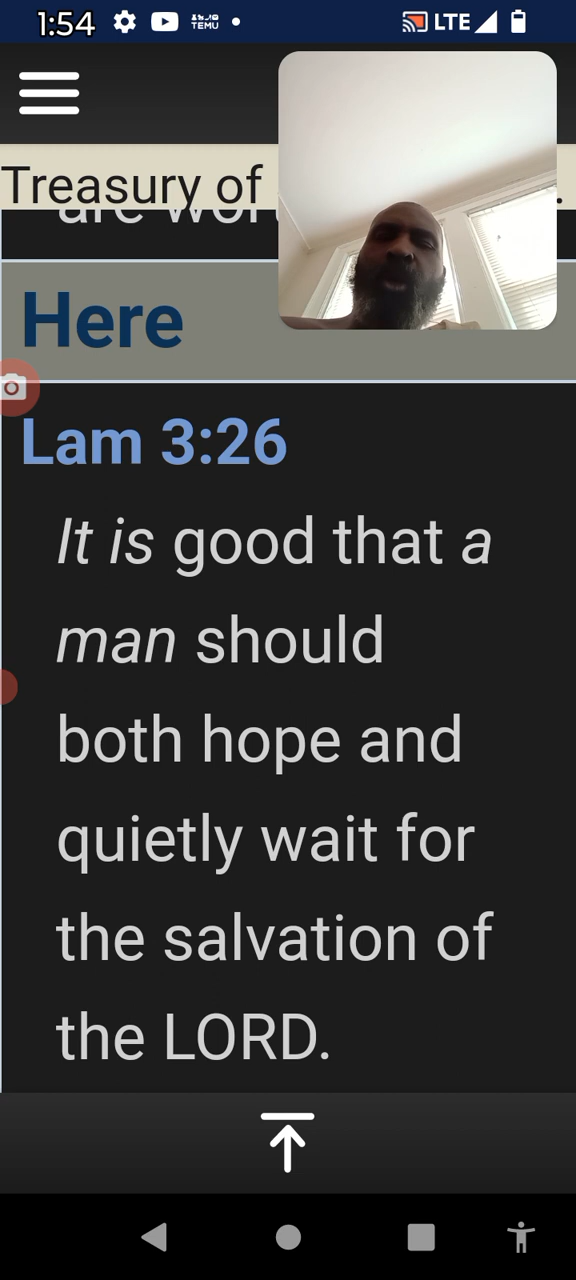 1:54 TEMU LTE
Treasury of .
Here
Lam 3:26
It is good that a
man should
both hope and
quietly wait for
the salvation of
the LORD.